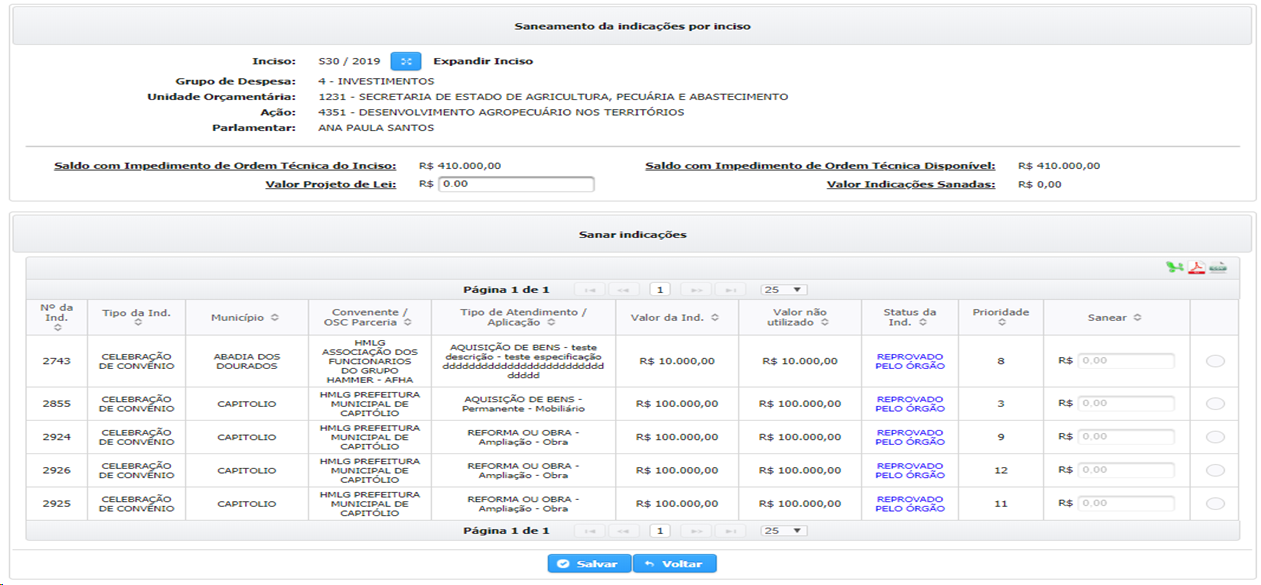 Saneamento da indicações por inciso
Inciso: S30 / 2019 Expandir Inciso
Grupo de Despesa: 4 - INVESTIMENTOS
Unidade Orçamentária: 1231 - SECRETARIA DE ESTADO DE AGRICULTURA, PECUÁRIA E ABASTECIMENTO
Ação: 4351 - DESENVOLVIMENTO AGROPECUÁRIO NOS TERRITÓRIOS
Parlamentar: ANA PAULA SANTOS
Saldo com Impedimento de Ordem Técnica do Inciso: R$ 410.000,00 Saldo com Impedimento de Ordem Técnica Disponível: R$ 410.000,00
Valor Projeto de Lei: R$ 0.00 Valor Indicações Sanadas: R$ 0,00
Sanar indicações
Página 1 de 1 1 25
Nº da Ind. Tipo da Ind. Município Convenente / OSC Parceria Tipo de Atendimento / Aplicação Valor da Ind. Valor não utilizado Status da Ind. Prioridade Sanear
2743 CELEBRAÇÃO DE CONVÊNIO ABADIA DOS DOURADOS HMLG ASSOCIAÇÃO DOS FUNCIONARIOS DO GRUPO HAMMER - AFHA AQUISIÇÃO DE BENS - teste descrição - teste especificação R$ 10.000,00 R$ 10.000,00 REPROVADO PELO ÓRGÃO 8 R$ 0,00
2855 CELEBRAÇÃO DE CONVÊNIO CAPITOLIO HMLG PREFEITURA MUNICIPAL DE CAPITÓLIO AQUISIÇÃO DE BENS - Permanente - Mobiliário R$ 100.000,00 R$ 100.000,00 REPROVADO PELO ÓRGÃO 3 R$ 0,00
2924 CELEBRAÇÃO DE CONVÊNIO CAPITOLIO HMLG PREFEITURA MUNICIPAL DE CAPITÓLIO REFORMA OU OBRA - Ampliação - Obra R$ 100.000,00 R$ 100.000,00 REPROVADO PELO ÓRGÃO 9 R$ 0,00
2926 CELEBRAÇÃO DE CONVÊNIO CAPITOLIO HMLG PREFEITURA MUNICIPAL DE CAPITÓLIO REFORMA OU OBRA - Ampliação - Obra R$ 100.000,00 R$ 100.000,00 REPROVADO PELO ÓRGÃO 12 R$ 0,00
2925 CELEBRAÇÃO DE CONVÊNIO CAPITOLIO HMLG PREFEITURA MUNICIPAL DE CAPITÓLIO REFORMA OU OBRA - Ampliação - Obra R$ 100.000,00 R$ 100.000,00 REPROVADO PELO ÓRGÃO 11 R$ 0,00
Página 1 de 1 1 25
Salvar Voltar